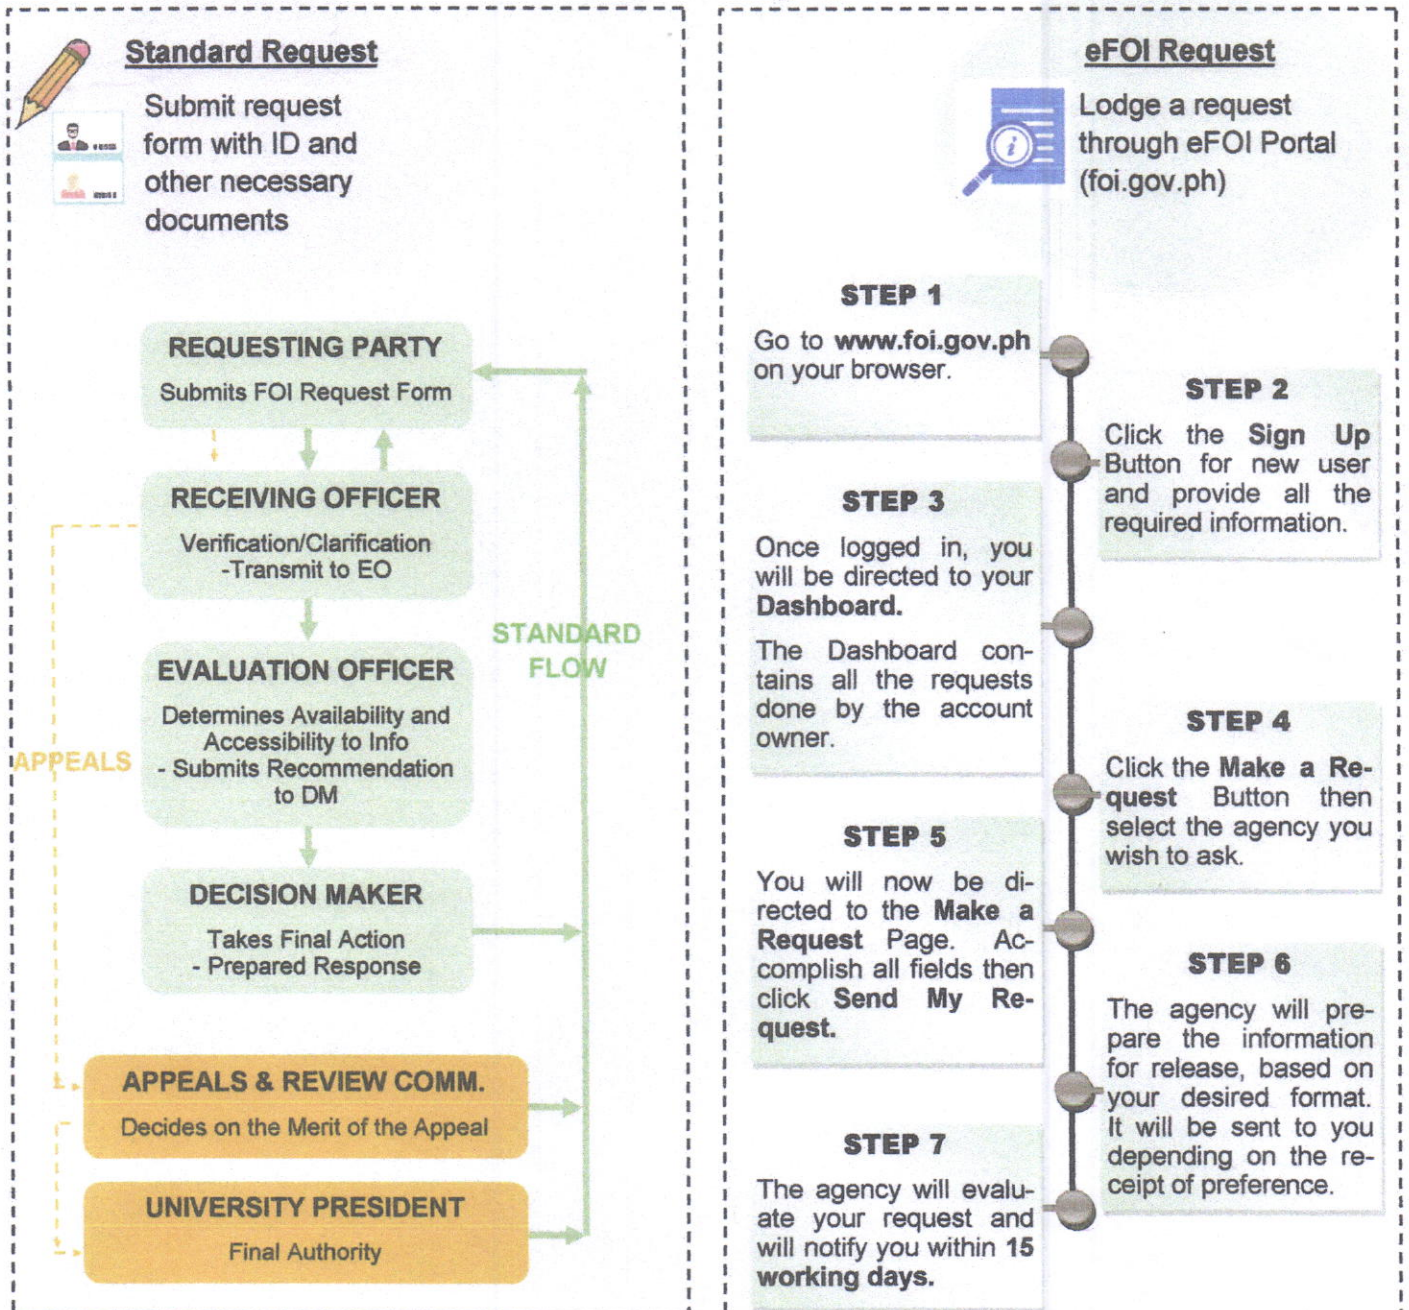 Standard Request
Submit request
form with ID and
other necessary
documents
REQUESTING PARTY
Submits FOI Request Form
RECEIVING OFFICER
Verification/Clarification
-Transmit to EO
EVALUATION OFFICER
Determines Availability and
Accessibility to Info
- Submits Recommendation
to DM
DECISION MAKER
Takes Final Action
- Prepared Response
STANDARD
FLOW
APPEALS
APPEALS & REVIEW COMM.
Decides on the Merit of the Appeal
UNIVERSITY PRESIDENT
Final Authority
eFOI Request
Lodge a request
through eFOI Portal
(foi.gov.ph)
STEP 1
Go to www.foi.gov.ph
on your browser.
STEP 2
Click the Sign Up
Button for new user
and provide all the
required information.
STEP 3
Once logged in, you
will be directed to your
Dashboard.
The Dashboard con-
tains all the requests
done by the account
owner.
STEP 4
Click the Make a Re-
quest Button then
select the agency you
wish to ask.
STEP 5
You will now be di-
rected to the Make a
Request Page. Ac-
complish all fields then
click Send My Re-
quest.
STEP 6
The agency will pre-
pare the information
for release, based on
your desired format.
It will be sent to you
depending on the re-
ceipt of preference.
STEP 7
The agency will evalu-
ate your request and
will notify you within 15
working days.